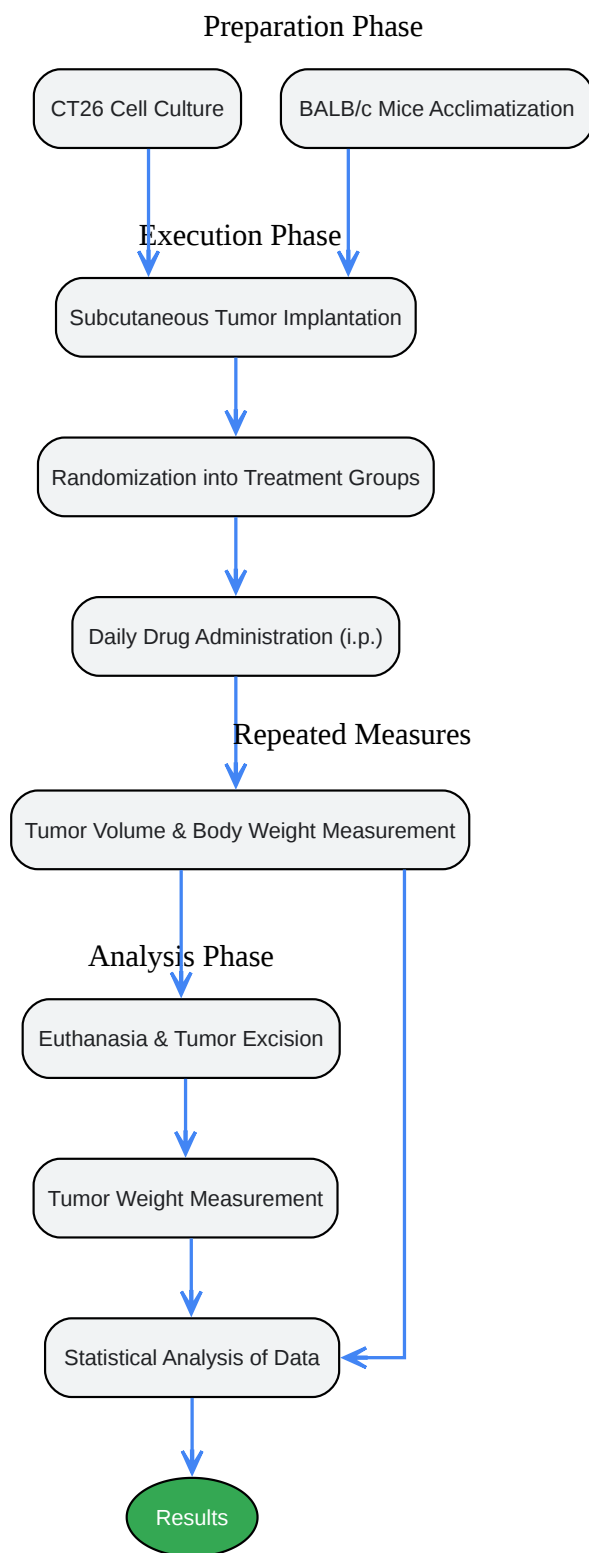 Preparation Phase
CT26 Cell Culture
BALB/c Mice Acclimatization
Execution Phase
Subcutaneous Tumor Implantation
Randomization into Treatment Groups
Daily Drug Administration (i.p.)
Repeated Measures
Tumor Volume & Body Weight Measurement
Analysis Phase
Euthanasia & Tumor Excision
Tumor Weight Measurement
Statistical Analysis of Data
Results